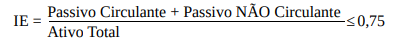 IE = Passivo Circulante + Passivo NÃO Circulante ≤ 0,75
Ativo Total